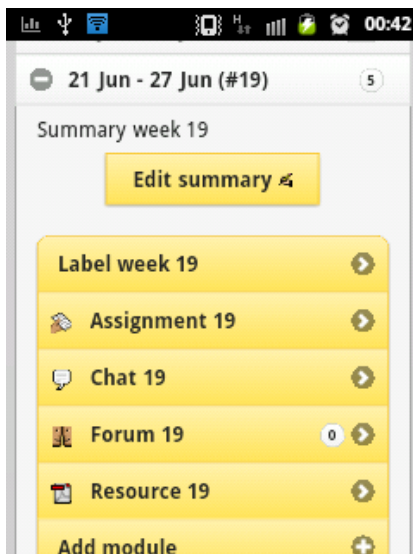 H 00:42
21 Jun - 27 Jun (#19) 5
Summary week 19
Edit summary
Label week 19
Assignment 19
Chat 19
Forum 19 0
Resource 19
Add module